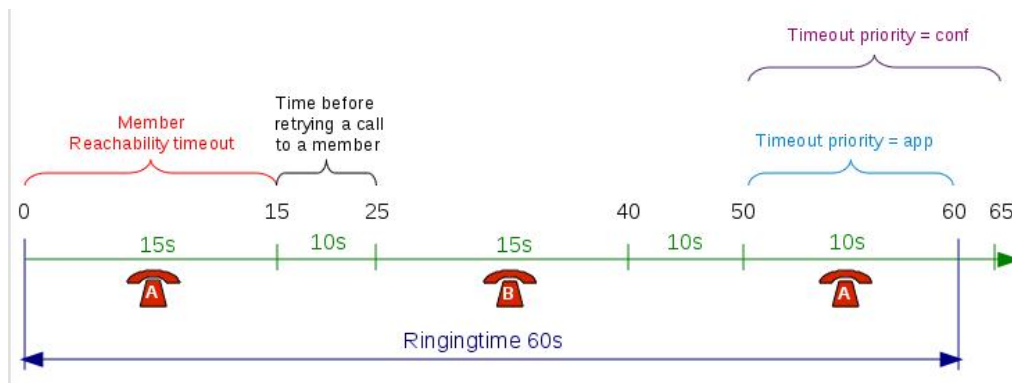 Timeout priority = conf
Member
Reachability timeout
Time before
retrying a call
to a member
Timeout priority = app
0 15 25 40 50 60 65
15s 10s 15s 10s 10s
A B A
Ringingtime 60s